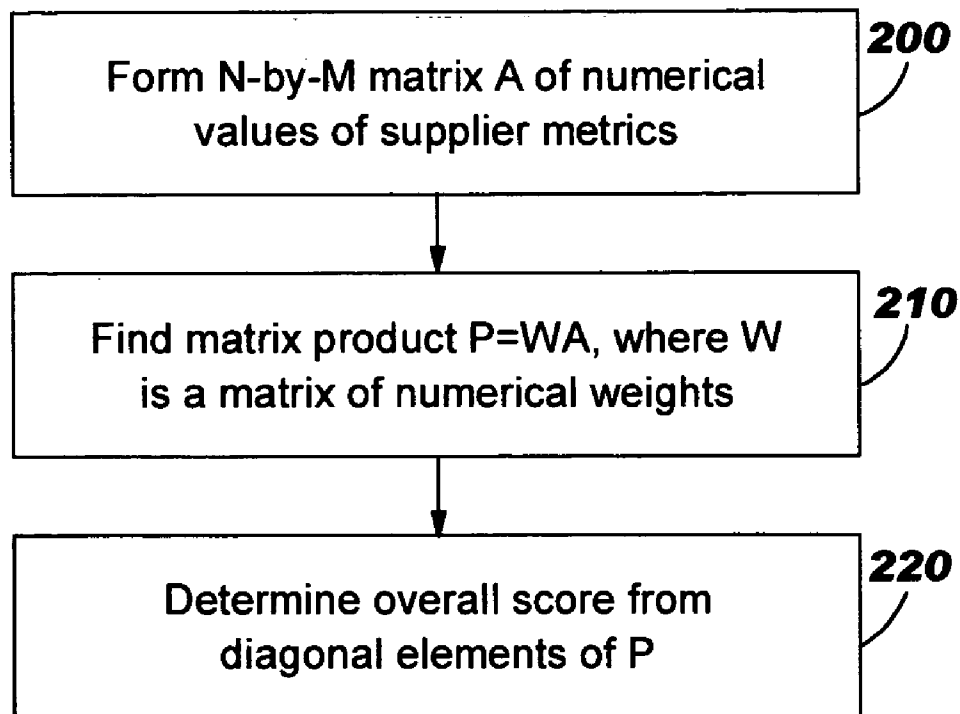 200
Form N-by-M matrix A of numerical
values of supplier metrics
210
Find matrix product P=WA, where W
is a matrix of numerical weights
220
Determine overall score from
diagonal elements of P